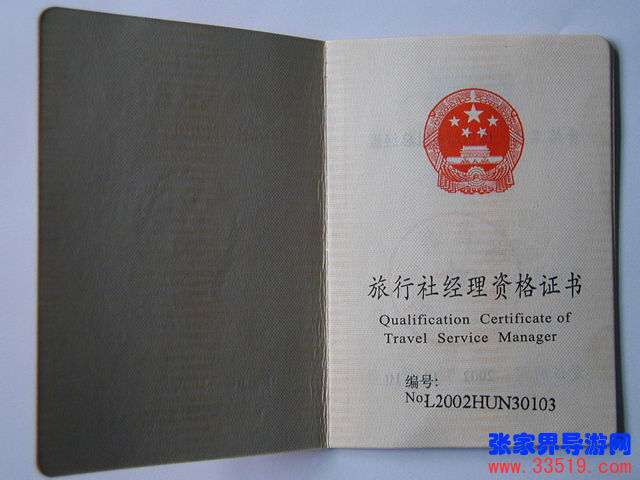 旅行社经理资格证书
Qualification Certificate of
Travel Service Manager
编号:
No L2002HUN30103
张家界导游网
www.33519.com